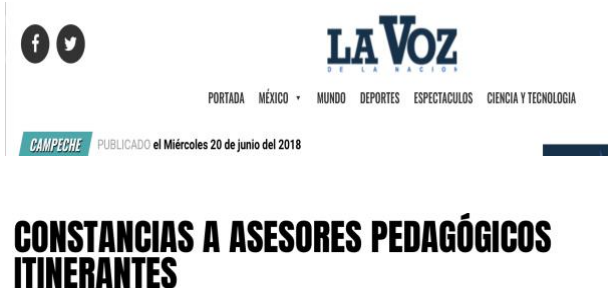 LA VOZ
DE LA NACIÓN
PORTADA MÉXICO MUNDO DEPORTES ESPECTACULOS CIENCIA Y TECNOLOGIA
CAMPECHE PUBLICADO el Miércoles 20 de junio del 2018
CONSTANCIAS A ASESORES PEDAGÓGICOS
ITINERANTES